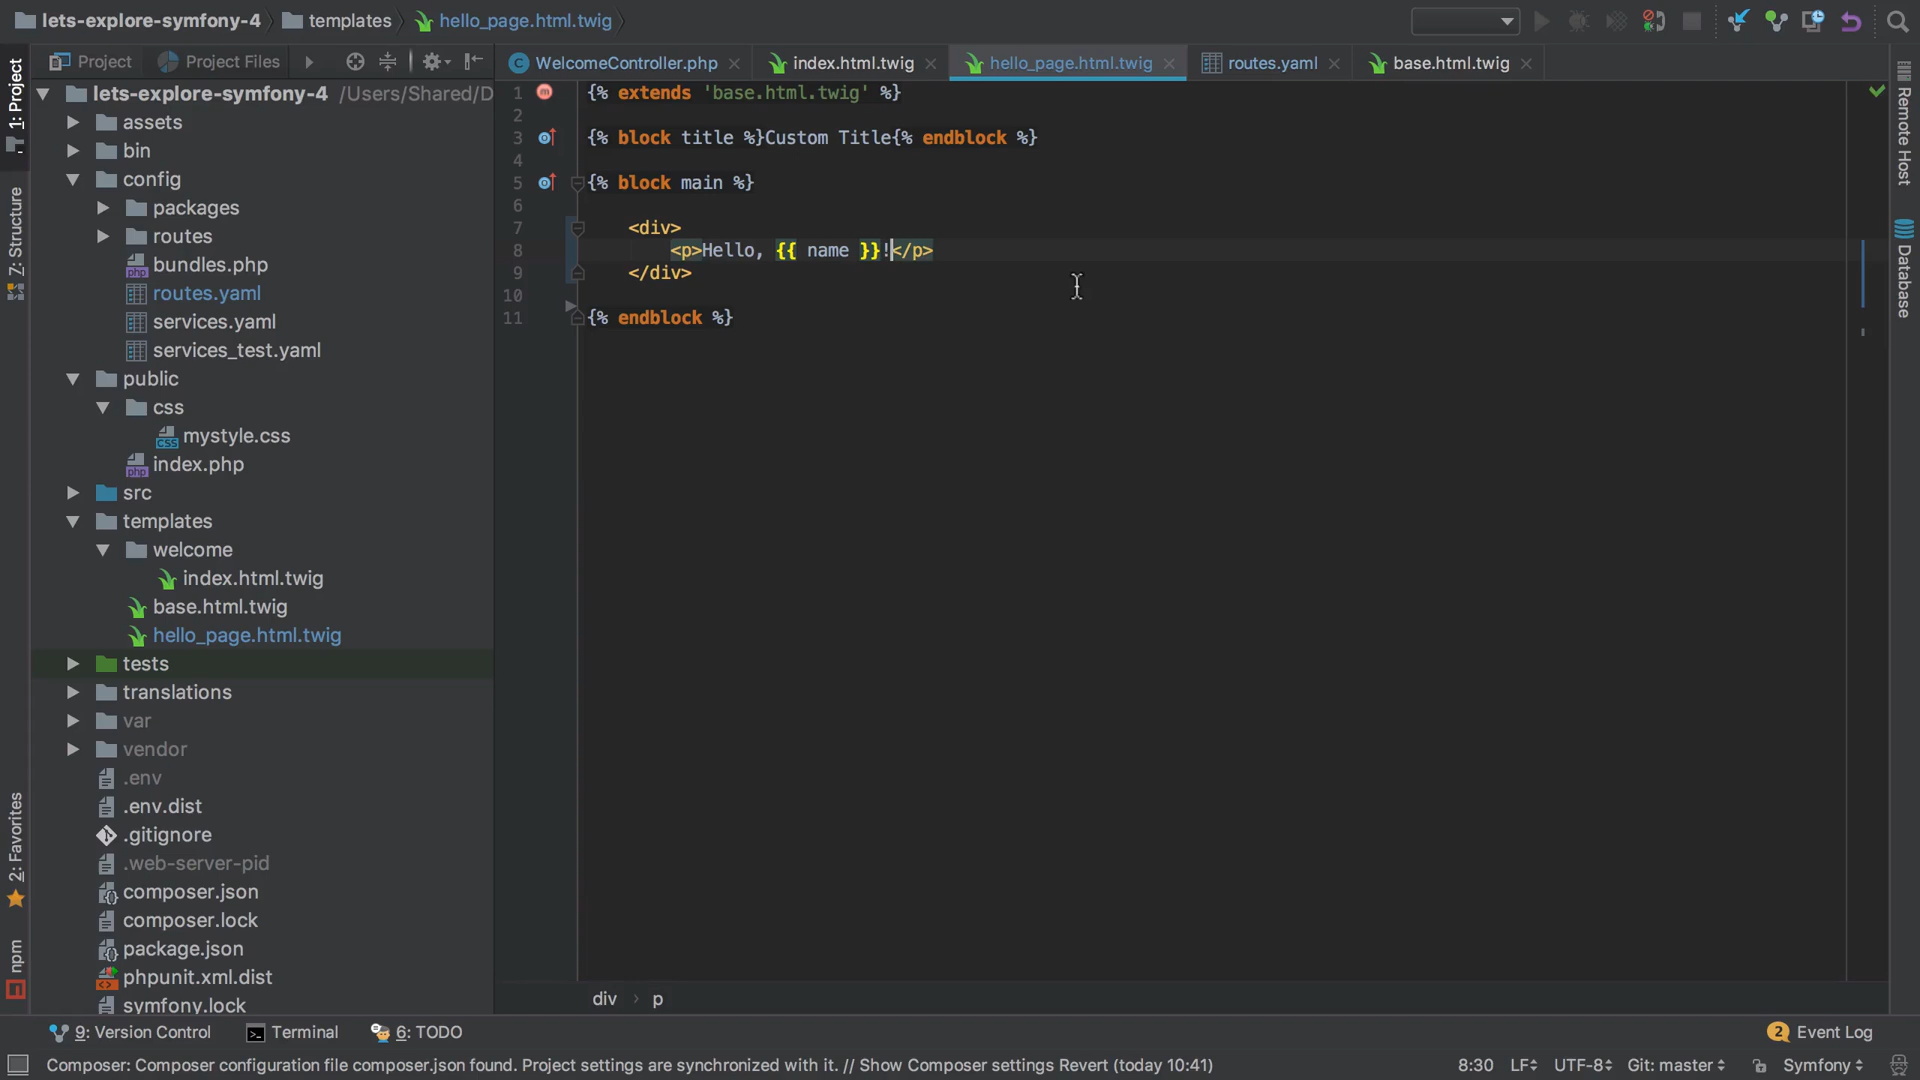 lets-explore-symfony-4 templates hello_page.html.twig
Project Project Files
WelcomeController.php index.html.twig hello_page.html.twig routes.yaml base.html.twig
1: Project
7: Structure
2: Favorites
npm
lets-explore-symfony-4 /Users/Shared/D
assets
bin
config
packages
routes
bundles.php
routes.yaml
services.yaml
services_test.yaml
public
css
mystyle.css
index.php
src
templates
welcome
index.html.twig
base.html.twig
hello_page.html.twig
tests
translations
var
vendor
.env
.env.dist
.gitignore
.web-server-pid
composer.json
composer.lock
package.json
phpunit.xml.dist
symfony.lock
1 {% extends 'base.html.twig' %}
2
3 {% block title %}Custom Title{% endblock %}
4
5 {% block main %}
6
7 <div>
8 <p>Hello, {{ name }}!</p>
9 </div>
10
11 {% endblock %}
Remote Host
Database
div › p
9: Version Control Terminal 6: TODO 2 Event Log
Composer: Composer configuration file composer.json found. Project settings are synchronized with it. // Show Composer settings Revert (today 10:41) 8:30 LF UTF-8 Git: master Symfony